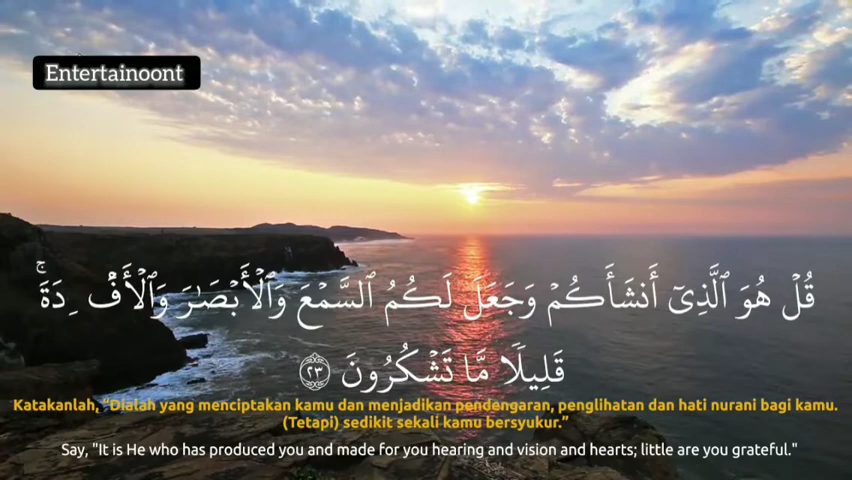 Entertainoont
قُلۡ هُوَ ٱلَّذِيٓ أَنشَأَكُمۡ وَجَعَلَ لَكُمُ ٱلسَّمۡعَ وَٱلۡأَبۡصَٰرَ وَٱلۡأَفۡ ِٔدَةَۚ
قَلِيلٗا مَّا تَشۡكُرُونَ ٢٣
Katakanlah, “Dialah yang menciptakan kamu dan menjadikan pendengaran, penglihatan dan hati nurani bagi kamu.
(Tetapi) sedikit sekali kamu bersyukur.”
Say, "It is He who has produced you and made for you hearing and vision and hearts; little are you grateful."